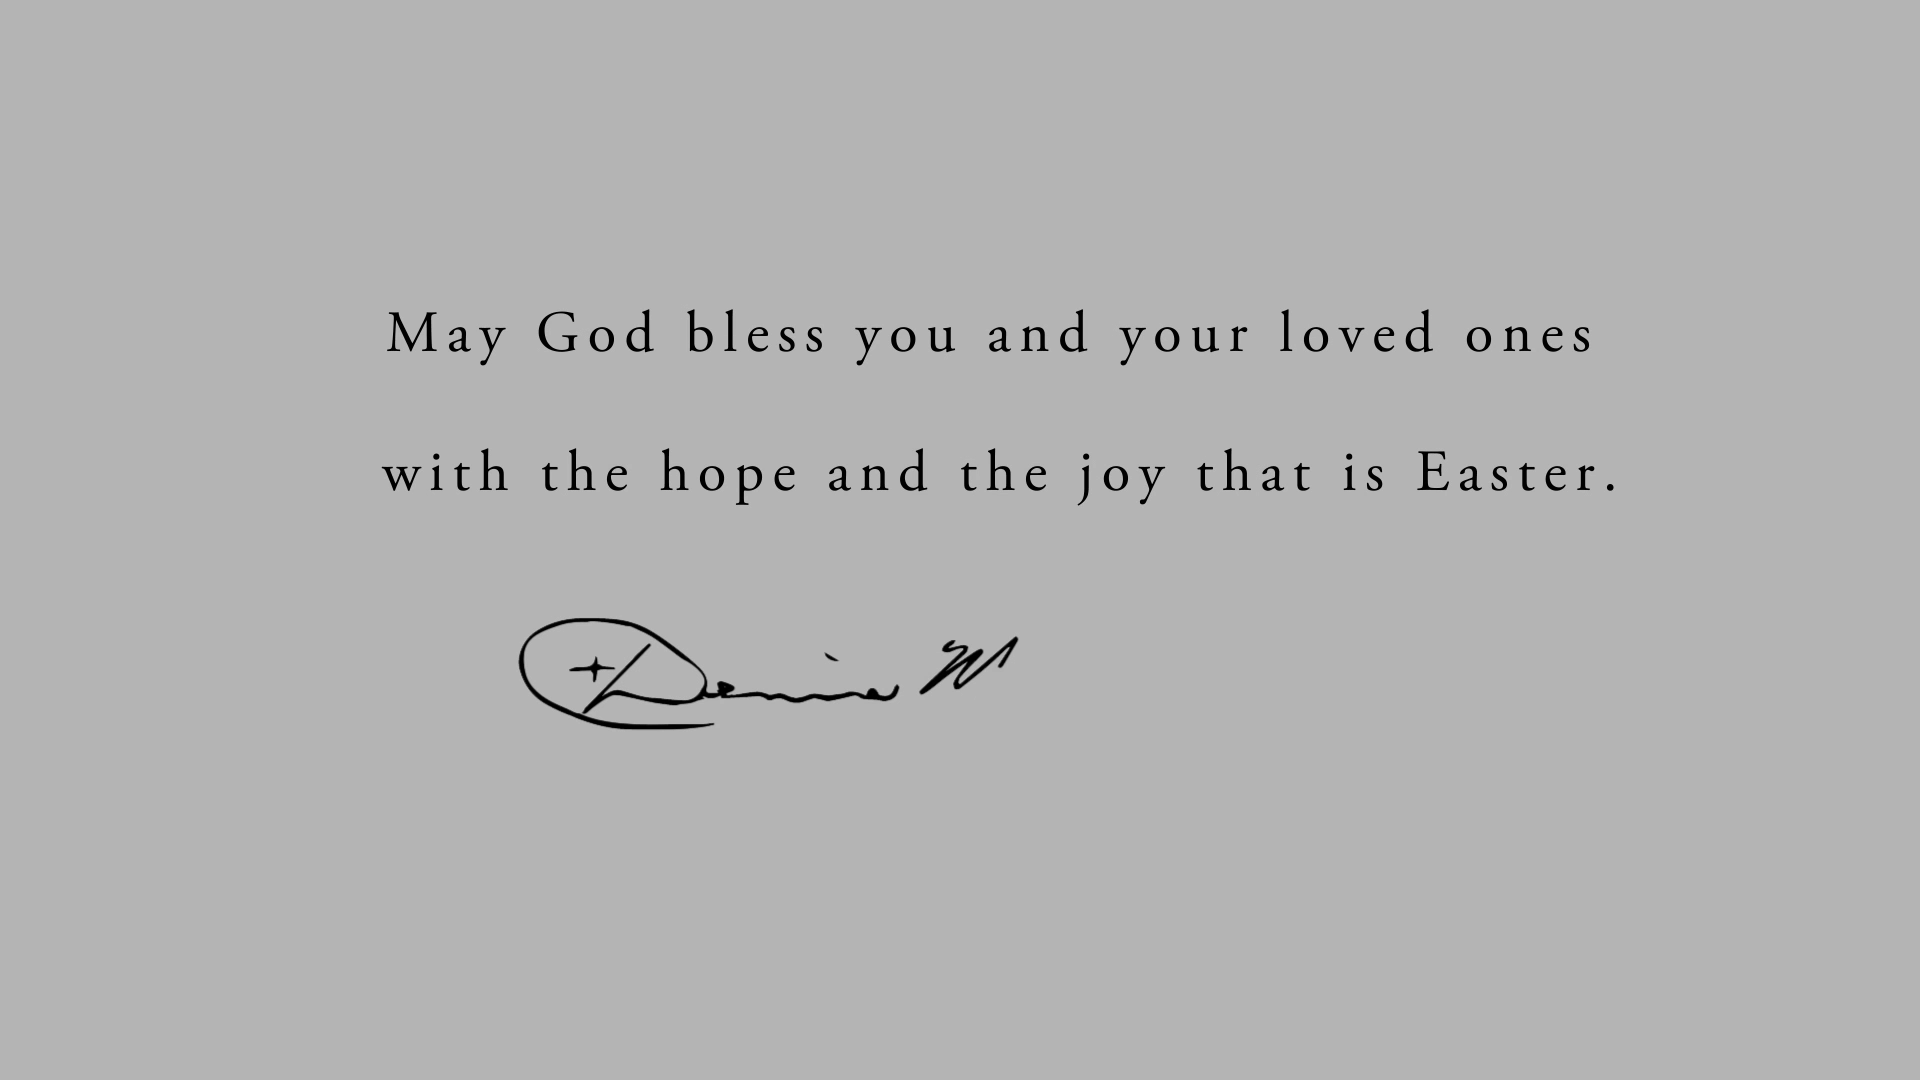 May God bless you and your loved ones
with the hope and the joy that is Easter.